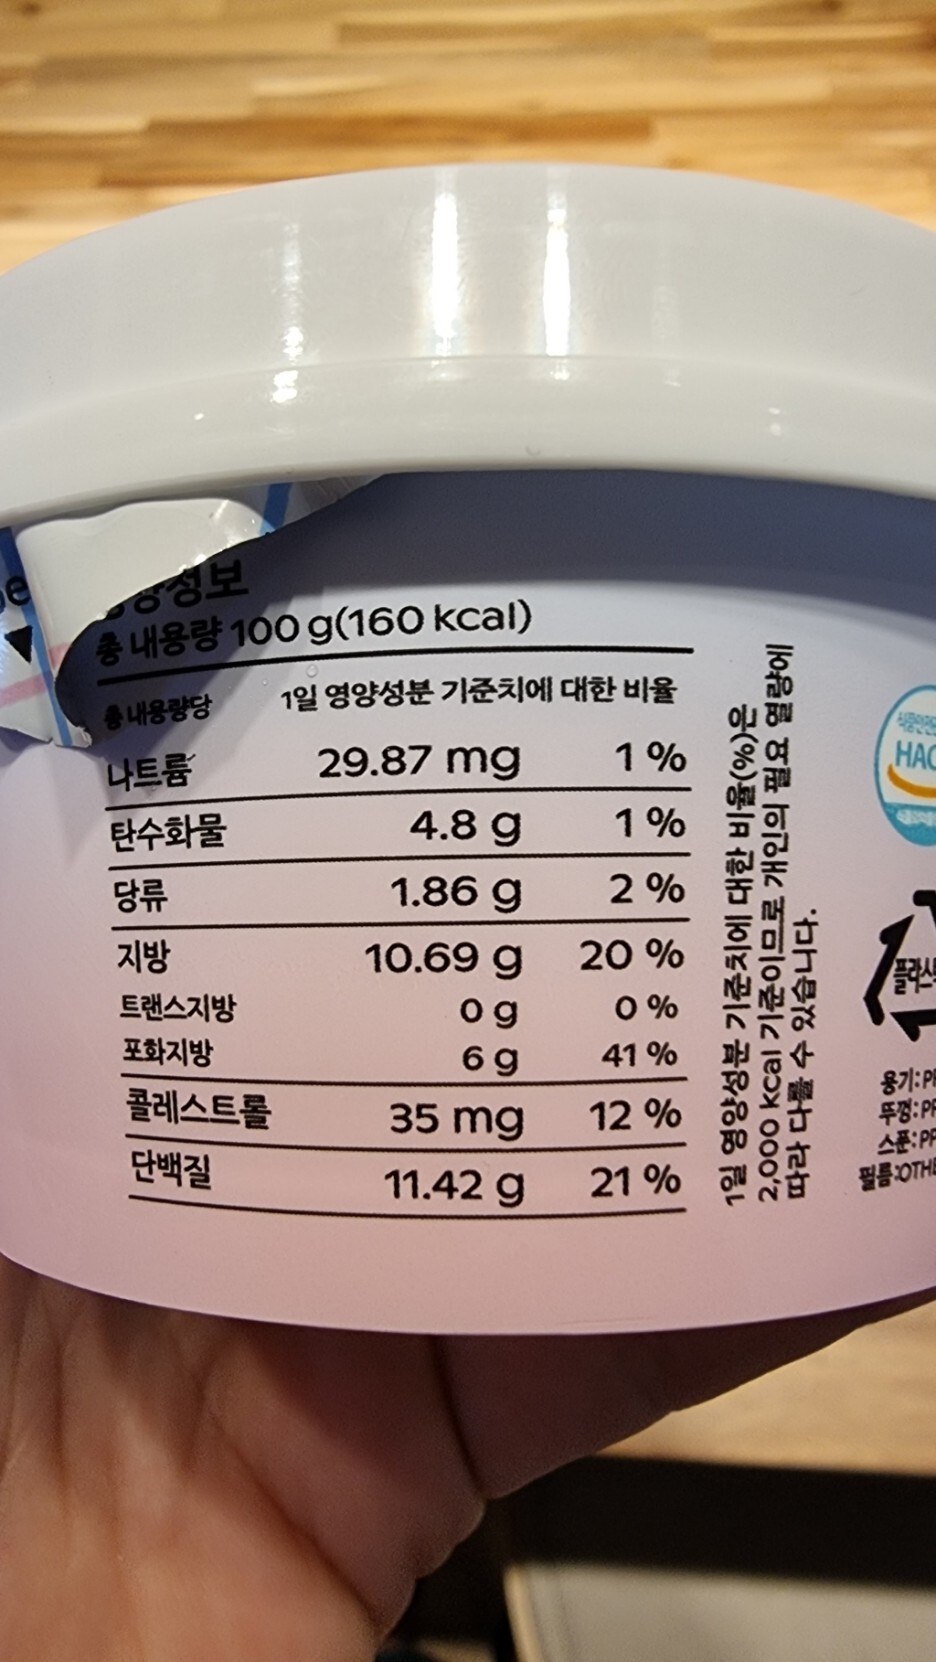 영양정보
총 내용량 100 g(160 kcal)
총 내용량당 1일 영양성분 기준치에 대한 비율
나트륨 29.87 mg 1 %
탄수화물 4.8 g 1 %
당류 1.86 g 2 %
지방 10.69 g 20 %
트랜스지방 0 g 0 %
포화지방 6 g 41 %
콜레스트롤 35 mg 12 %
단백질 11.42 g 21 %
1일 영양성분 기준치에 대한 비율(%)은
2,000 kcal 기준이므로 개인의 필요 열량에
따라 다를 수 있습니다.
HAC
용기:P
뚜껑:P
스푼:PP
필름:OTHE